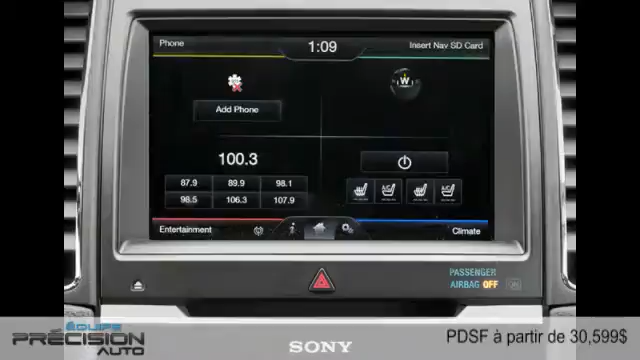 Phone
1:09
Insert Nav SD Card
W
Add Phone
100.3
87.9 89.9 98.1
98.5 106.3 107.9
A/C A/C
Entertainment
i
Climate
PASSENGER
AIRBAG OFF ON
ÉQUIPE
PRÉCISION
AUTO
SONY
PDSF à partir de 30,599$